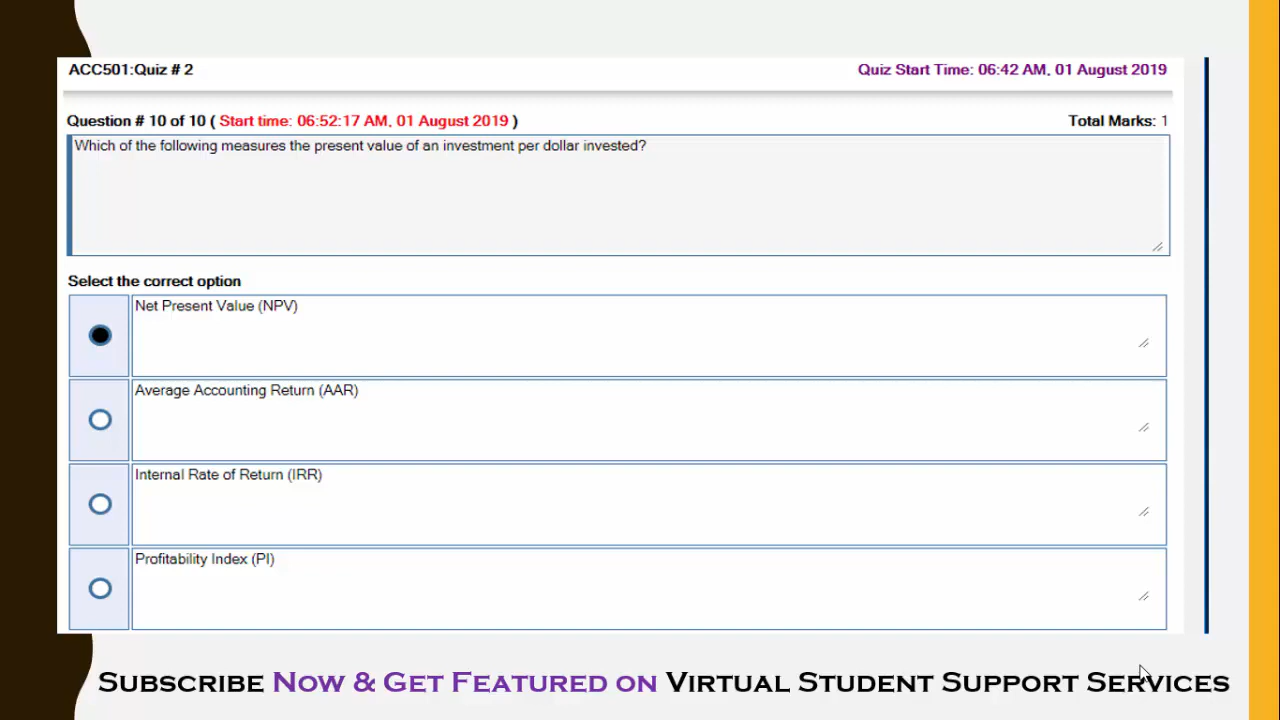 ACC501:Quiz # 2
Quiz Start Time: 06:42 AM, 01 August 2019
Question # 10 of 10 ( Start time: 06:52:17 AM, 01 August 2019 )
Total Marks: 1
Which of the following measures the present value of an investment per dollar invested?
Select the correct option
Net Present Value (NPV)
Average Accounting Return (AAR)
Internal Rate of Return (IRR)
Profitability Index (PI)
Subscribe Now & Get Featured on Virtual Student Support Services